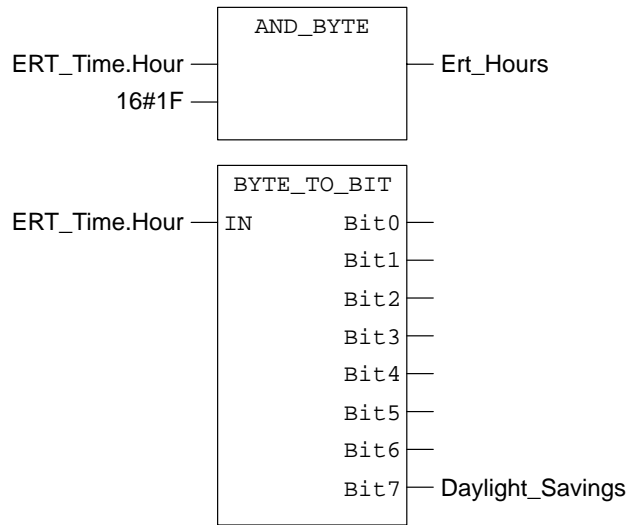 AND_BYTE
ERT_Time.Hour Ert_Hours
16#1F
BYTE_TO_BIT
ERT_Time.Hour IN Bit0
Bit1
Bit2
Bit3
Bit4
Bit5
Bit6
Bit7 Daylight_Savings